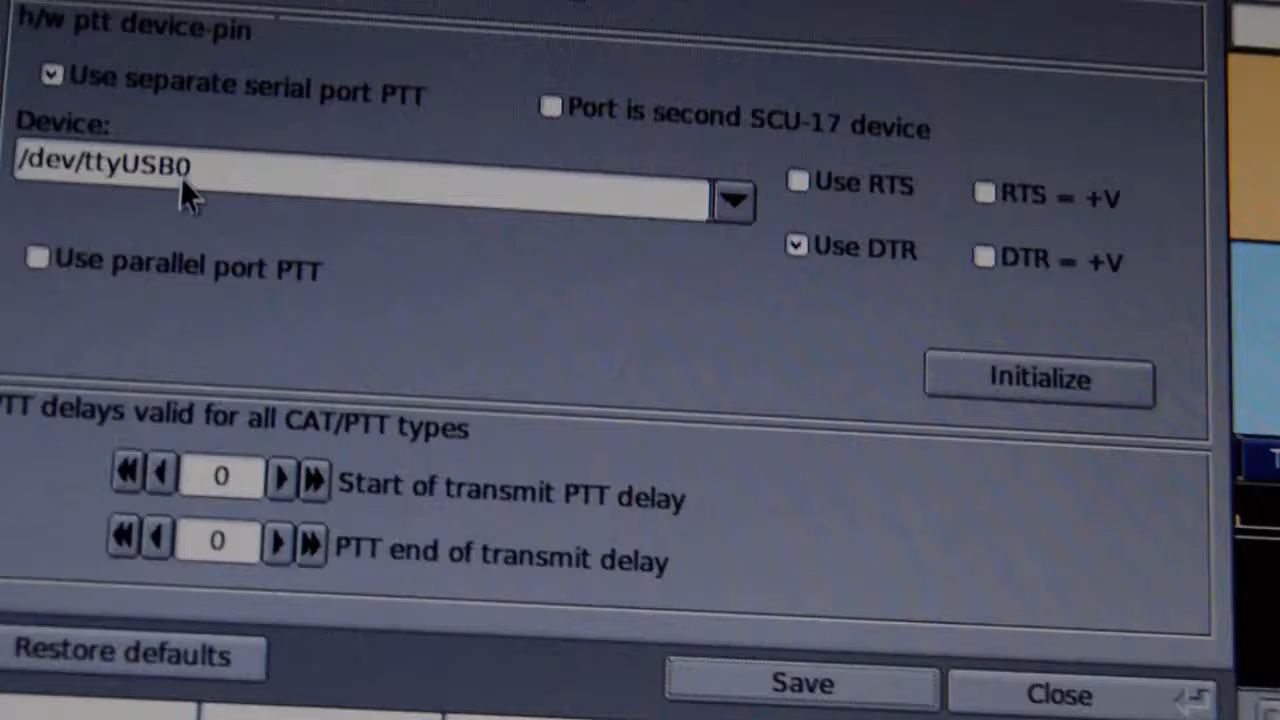 h/w ptt device-pin
Use separate serial port PTT
Port is second SCU-17 device
Device:
/dev/ttyUSB0
Use RTS
RTS = +V
Use parallel port PTT
Use DTR
DTR = +V
Initialize
PTT delays valid for all CAT/PTT types
0
Start of transmit PTT delay
0
PTT end of transmit delay
Restore defaults
Save
Close